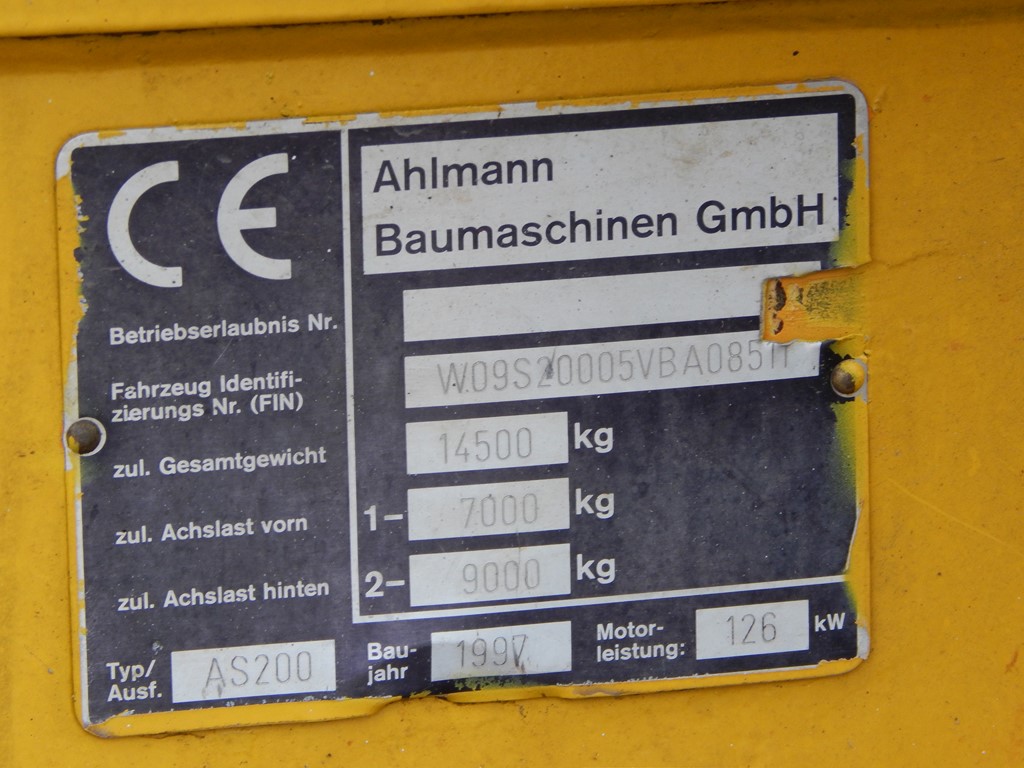 CE
Ahlmann
Baumaschinen GmbH
Betriebserlaubnis Nr.
Fahrzeug Identifi-
zierungs Nr. (FIN)
zul. Gesamtgewicht 14500 kg
zul. Achslast vorn 1- 7000 kg
zul. Achslast hinten 2- 9000 kg
Typ/
Ausf. AS200
Bau-
jahr 1997
Motor-
leistung: 126 kW